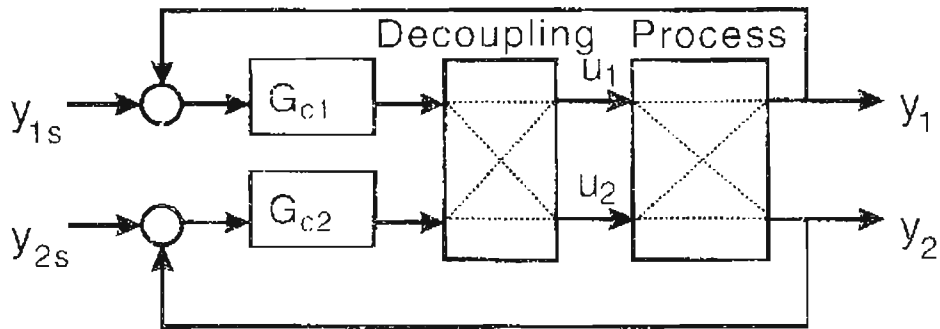 Decoupling Process
u1
y1s
Gc1
y1
u2
y2s
Gc2
y2